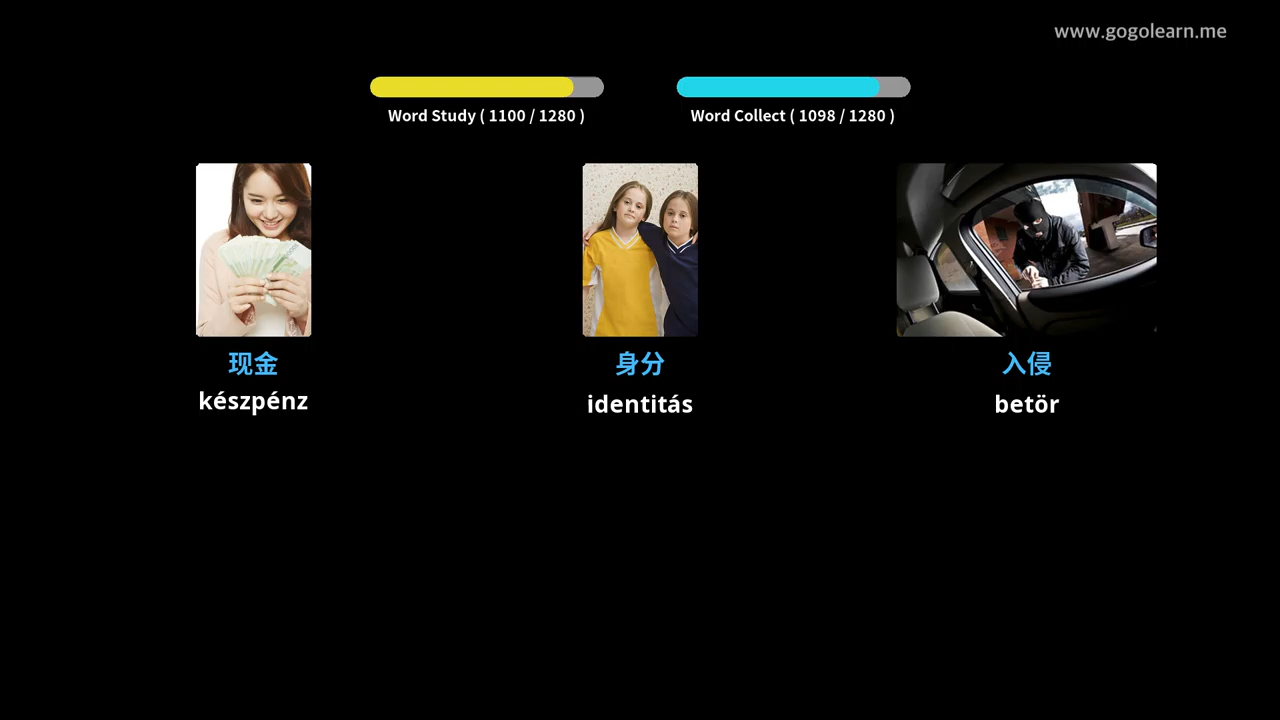 www.gogolearn.me
Word Study ( 1100 / 1280 )
Word Collect ( 1098 / 1280 )
现金
身分
入侵
készpénz
identitás
betör